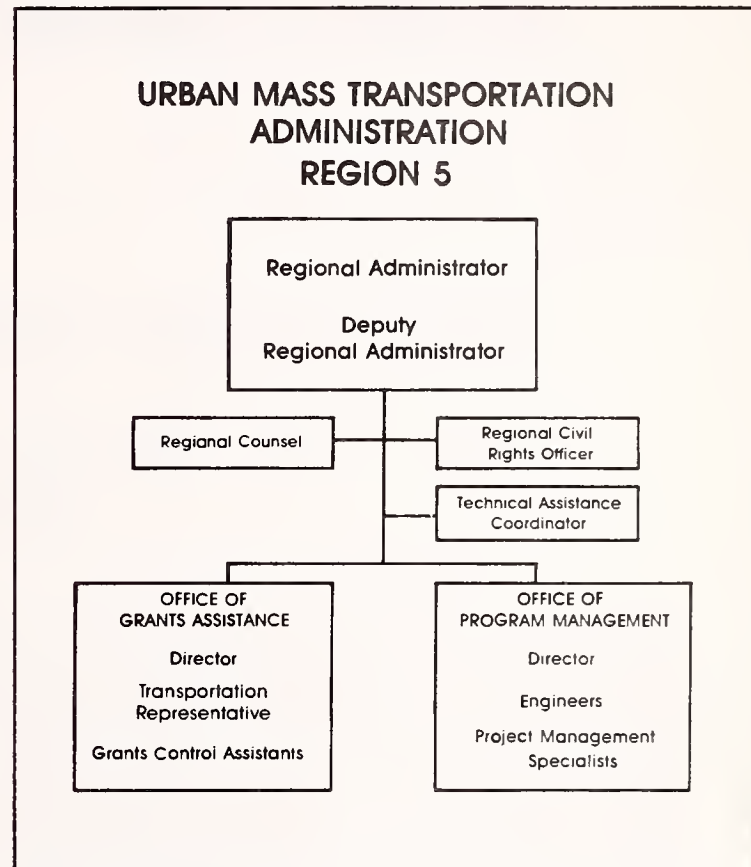 URBAN MASS TRANSPORTATION
ADMINISTRATION
REGION 5
Regional Administrator
Deputy
Regional Administrator
Regianal Counsel
Regional Civil
Rights Officer
Technical Assistance
Coordinator
OFFICE OF
GRANTS ASSISTANCE
Director
Transportation
Representative
Grants Control Assistants
OFFICE OF
PROGRAM MANAGEMENT
Director
Engineers
Project Management
Specialists